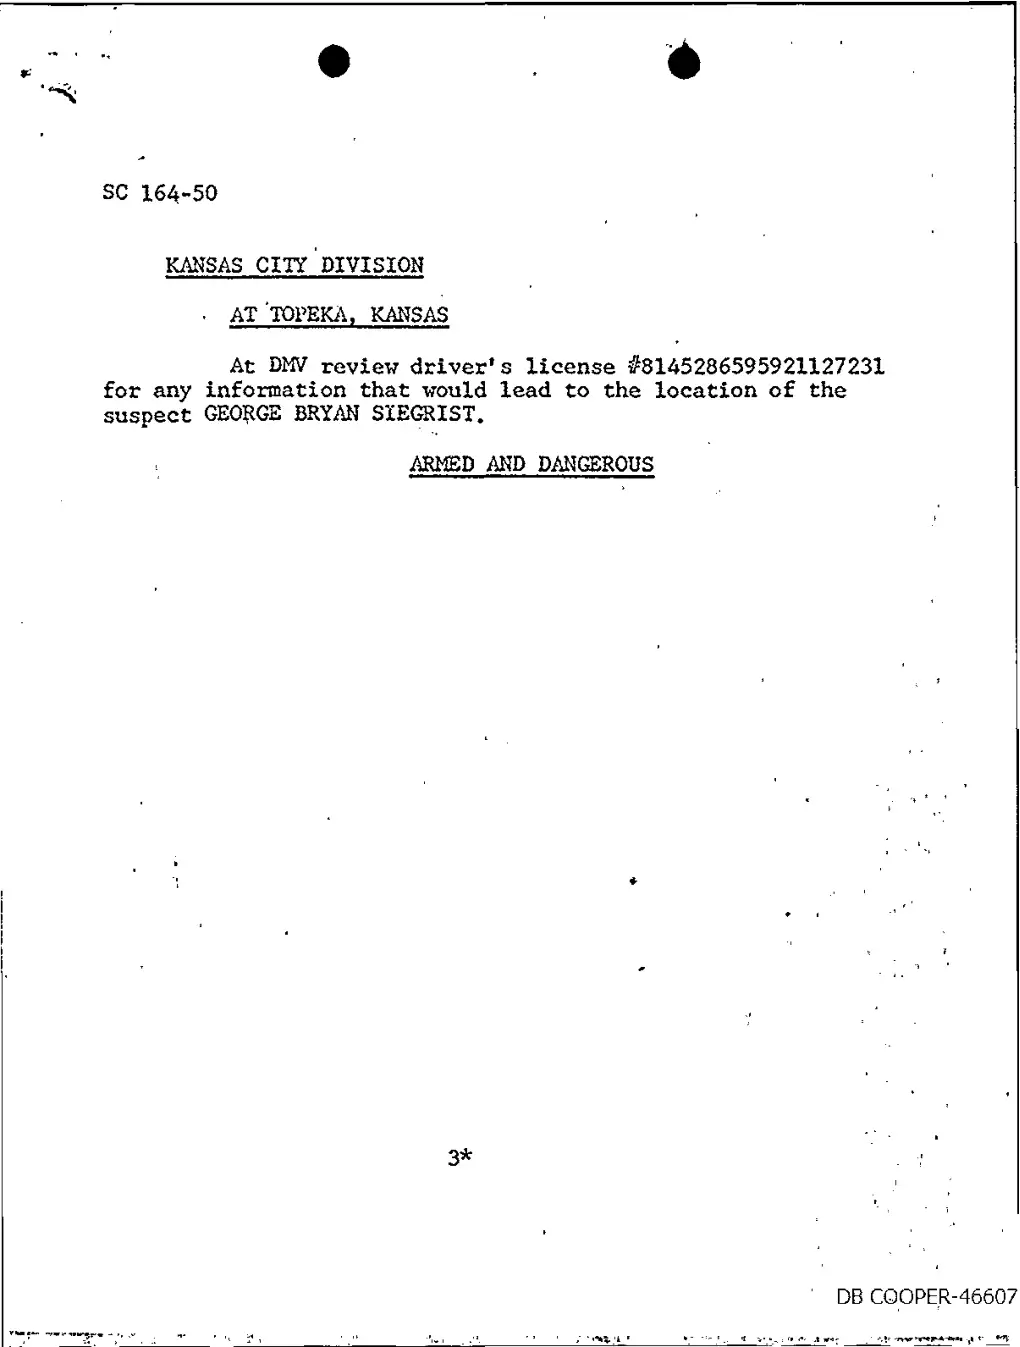 SC 164-50
KANSAS CITY DIVISION
AT TOPEKA, KANSAS
At DMV review driver's license #8145286595921127231
for any information that would lead to the location of the
suspect GEORGE BRYAN SIEGRIST.
ARMED AND DANGEROUS
3*
DB COOPER-46607